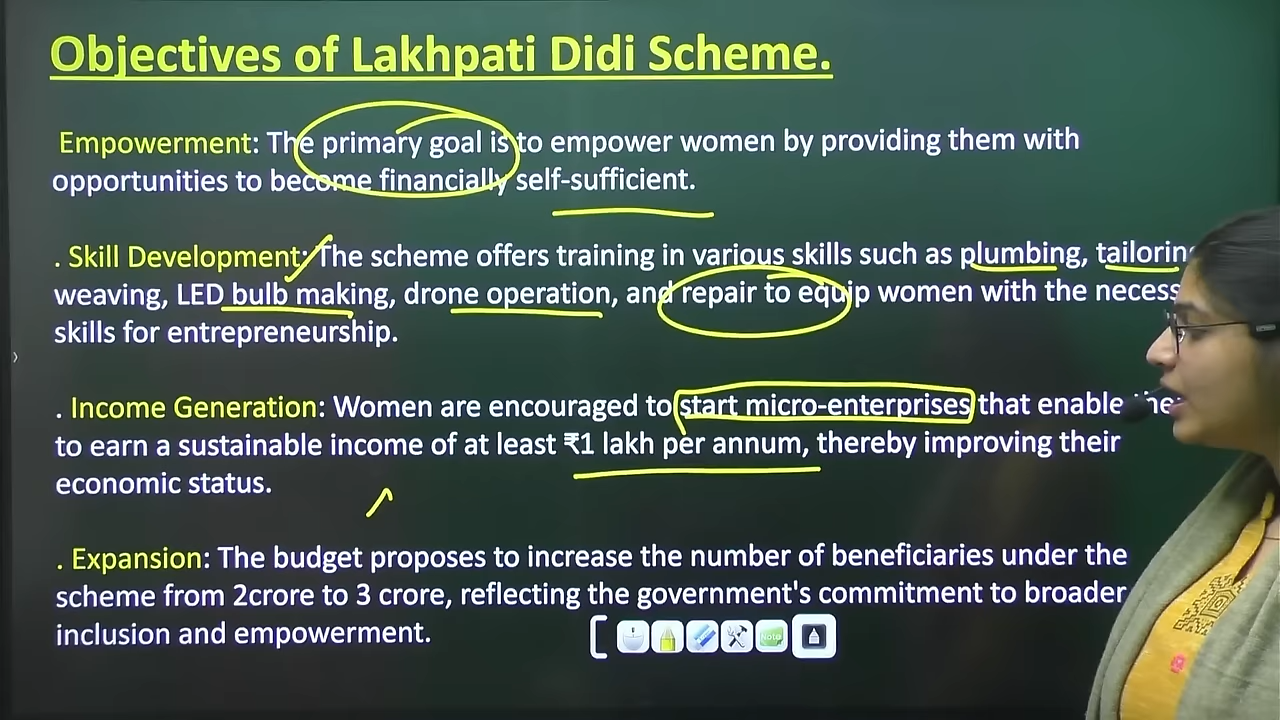 Objectives of Lakhpati Didi Scheme.
Empowerment: The primary goal is to empower women by providing them with
opportunities to become financially self-sufficient.
. Skill Development: The scheme offers training in various skills such as plumbing,
weaving, LED bulb making, drone operation, and repair to equip women with the
skills for entrepreneurship.
. Income Generation: Women are encouraged to start micro-enterprises that enable
to earn a sustainable income of at least ₹1 lakh per annum, thereby improving their
economic status.
. Expansion: The budget proposes to increase the number of beneficiaries under the
scheme from 2crore to 3 crore, reflecting the government's commitment to broader
inclusion and empowerment.
Note